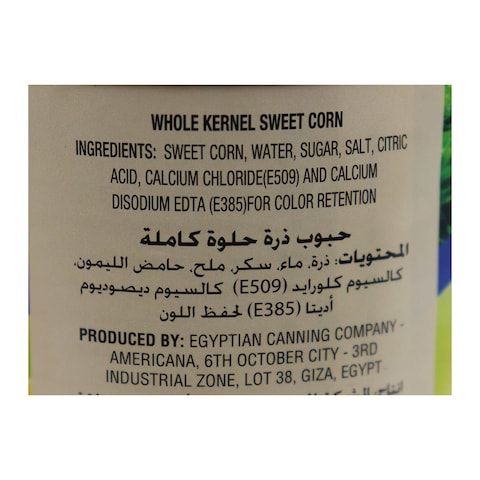 WHOLE KERNEL SWEET CORN
INGREDIENTS: SWEET CORN, WATER, SUGAR, SALT, CITRIC
ACID, CALCIUM CHLORIDE(E509) AND CALCIUM
DISODIUM EDTA (E385)FOR COLOR RETENTION
حبوب ذرة حلوة كاملة
المحتويات: ذرة، ماء، سكر، ملح، حامض الليمون،
كالسيوم كلورايد (E509) كالسيوم ديصوديوم
أديتا (E385) لحفظ اللون
PRODUCED BY: EGYPTIAN CANNING COMPANY -
AMERICANA, 6TH OCTOBER CITY - 3RD
INDUSTRIAL ZONE, LOT 38, GIZA, EGYPT